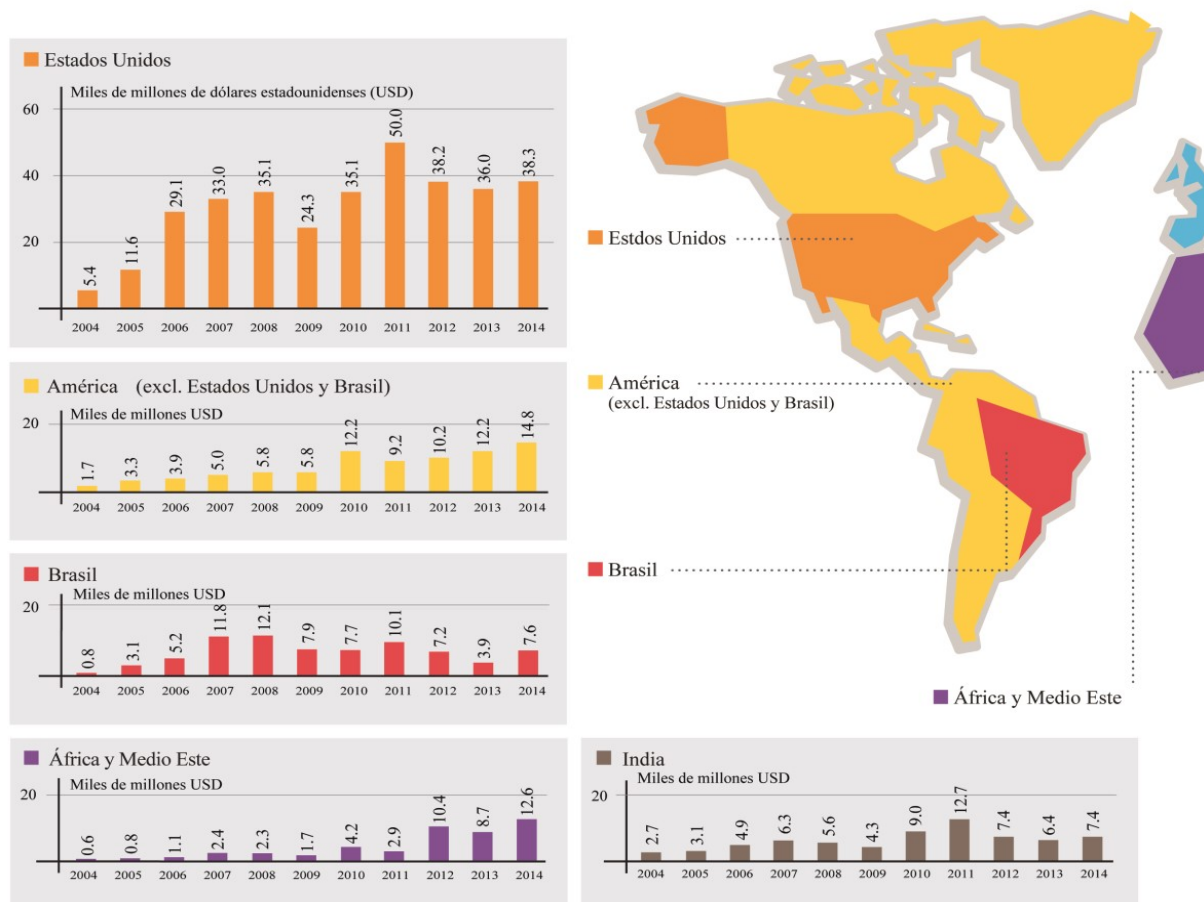 Estados Unidos
Miles de millones de dólares estadounidenses (USD)
60
40
20
5.4 11.6 29.1 33.0 35.1 24.3 35.1 50.0 38.2 36.0 38.3
2004 2005 2006 2007 2008 2009 2010 2011 2012 2013 2014
América (excl. Estados Unidos y Brasil)
Miles de millones USD
20
1.7 3.3 3.9 5.0 5.8 5.8 12.2 9.2 10.2 12.2 14.8
2004 2005 2006 2007 2008 2009 2010 2011 2012 2013 2014
Brasil
Miles de millones USD
20
0.8 3.1 5.2 11.8 12.1 7.9 7.7 10.1 7.2 3.9 7.6
2004 2005 2006 2007 2008 2009 2010 2011 2012 2013 2014
Estdos Unidos
América
(excl. Estados Unidos y Brasil)
Brasil
África y Medio Este
África y Medio Este
Miles de millones USD
20
0.6 0.8 1.1 2.4 2.3 1.7 4.2 2.9 10.4 8.7 12.6
2004 2005 2006 2007 2008 2009 2010 2011 2012 2013 2014
India
Miles de millones USD
20
2.7 3.1 4.9 6.3 5.6 4.3 9.0 12.7 7.4 6.4 7.4
2004 2005 2006 2007 2008 2009 2010 2011 2012 2013 2014